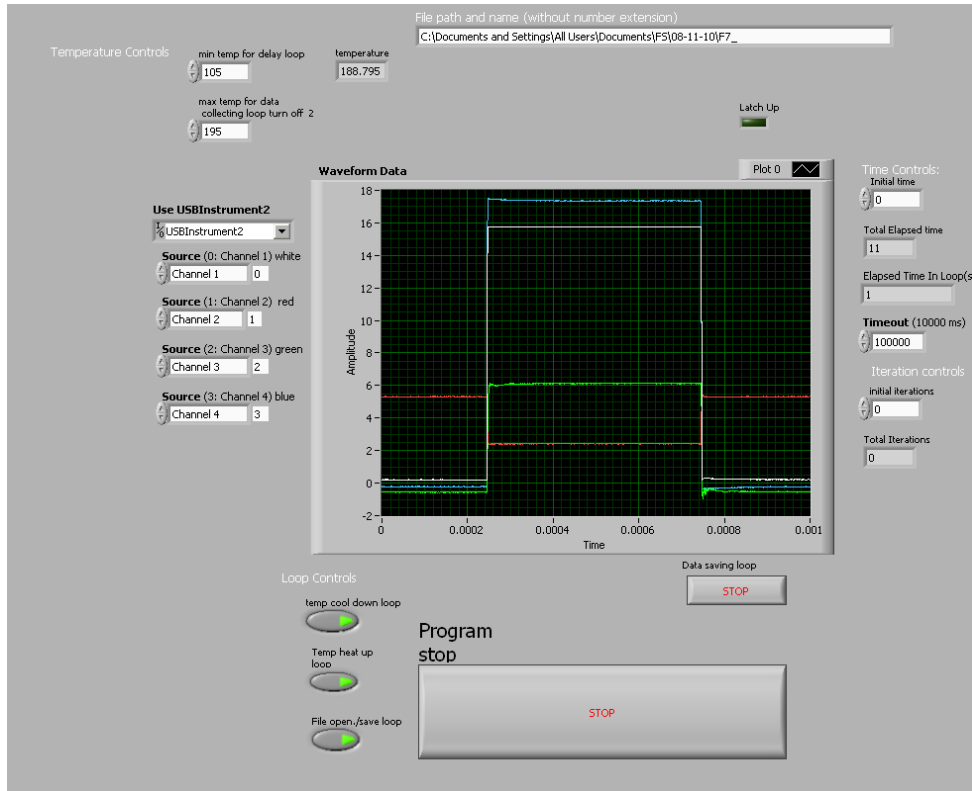 File path and name (without number extension)
C:\Documents and Settings\All Users\Documents\FS\08-11-10\F7_
Temperature Controls
min temp for delay loop
105
temperature
188.795
max temp for data
collecting loop turn off 2
195
Latch Up
Waveform Data
Plot 0
Use USBInstrument2
I/O USBInstrument2
Source (0: Channel 1) white
Channel 1 0
Source (1: Channel 2) red
Channel 2 1
Source (2: Channel 3) green
Channel 3 2
Source (3: Channel 4) blue
Channel 4 3
18
16
14
12
10
8
6
4
2
0
-2
Amplitude
0 0.0002 0.0004 0.0006 0.0008 0.001
Time
Time Controls:
Initial time
0
Total Elapsed time
11
Elapsed Time In Loop(s
1
Timeout (10000 ms)
100000
Iteration controls
initial iterations
0
Total Iterations
0
Data saving loop
STOP
Loop Controls
temp cool down loop
Temp heat up
loop
File open./save loop
Program
stop
STOP